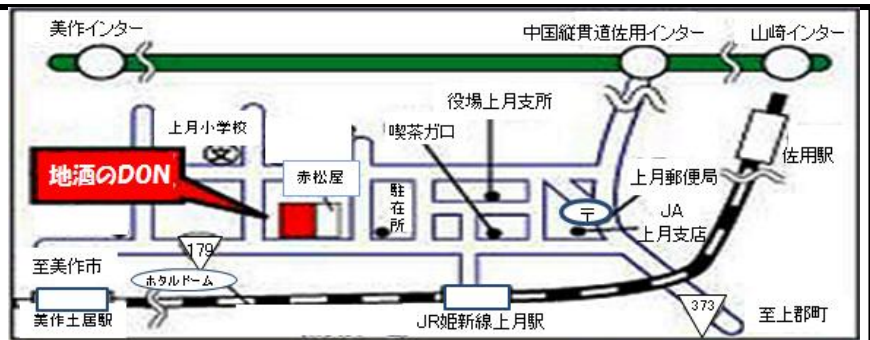 美作インター
中国縦貫道佐用インター
山崎インター
役場上月支所
上月小学校
喫茶ガロ
佐用駅
地酒のDON
赤松屋
駐在所
上月郵便局
〒
JA
上月支店
179
至美作市
ホタルドーム
美作土居駅
JR姫新線上月駅
373
至上郡町